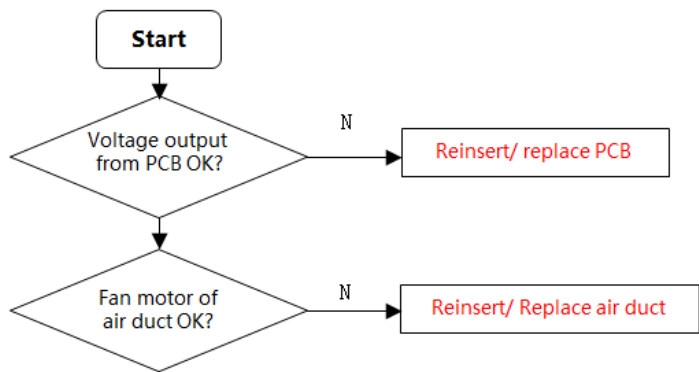 Start
Voltage output
from PCB OK?
N
Reinsert/ replace PCB
Fan motor of
air duct OK?
N
Reinsert/ Replace air duct